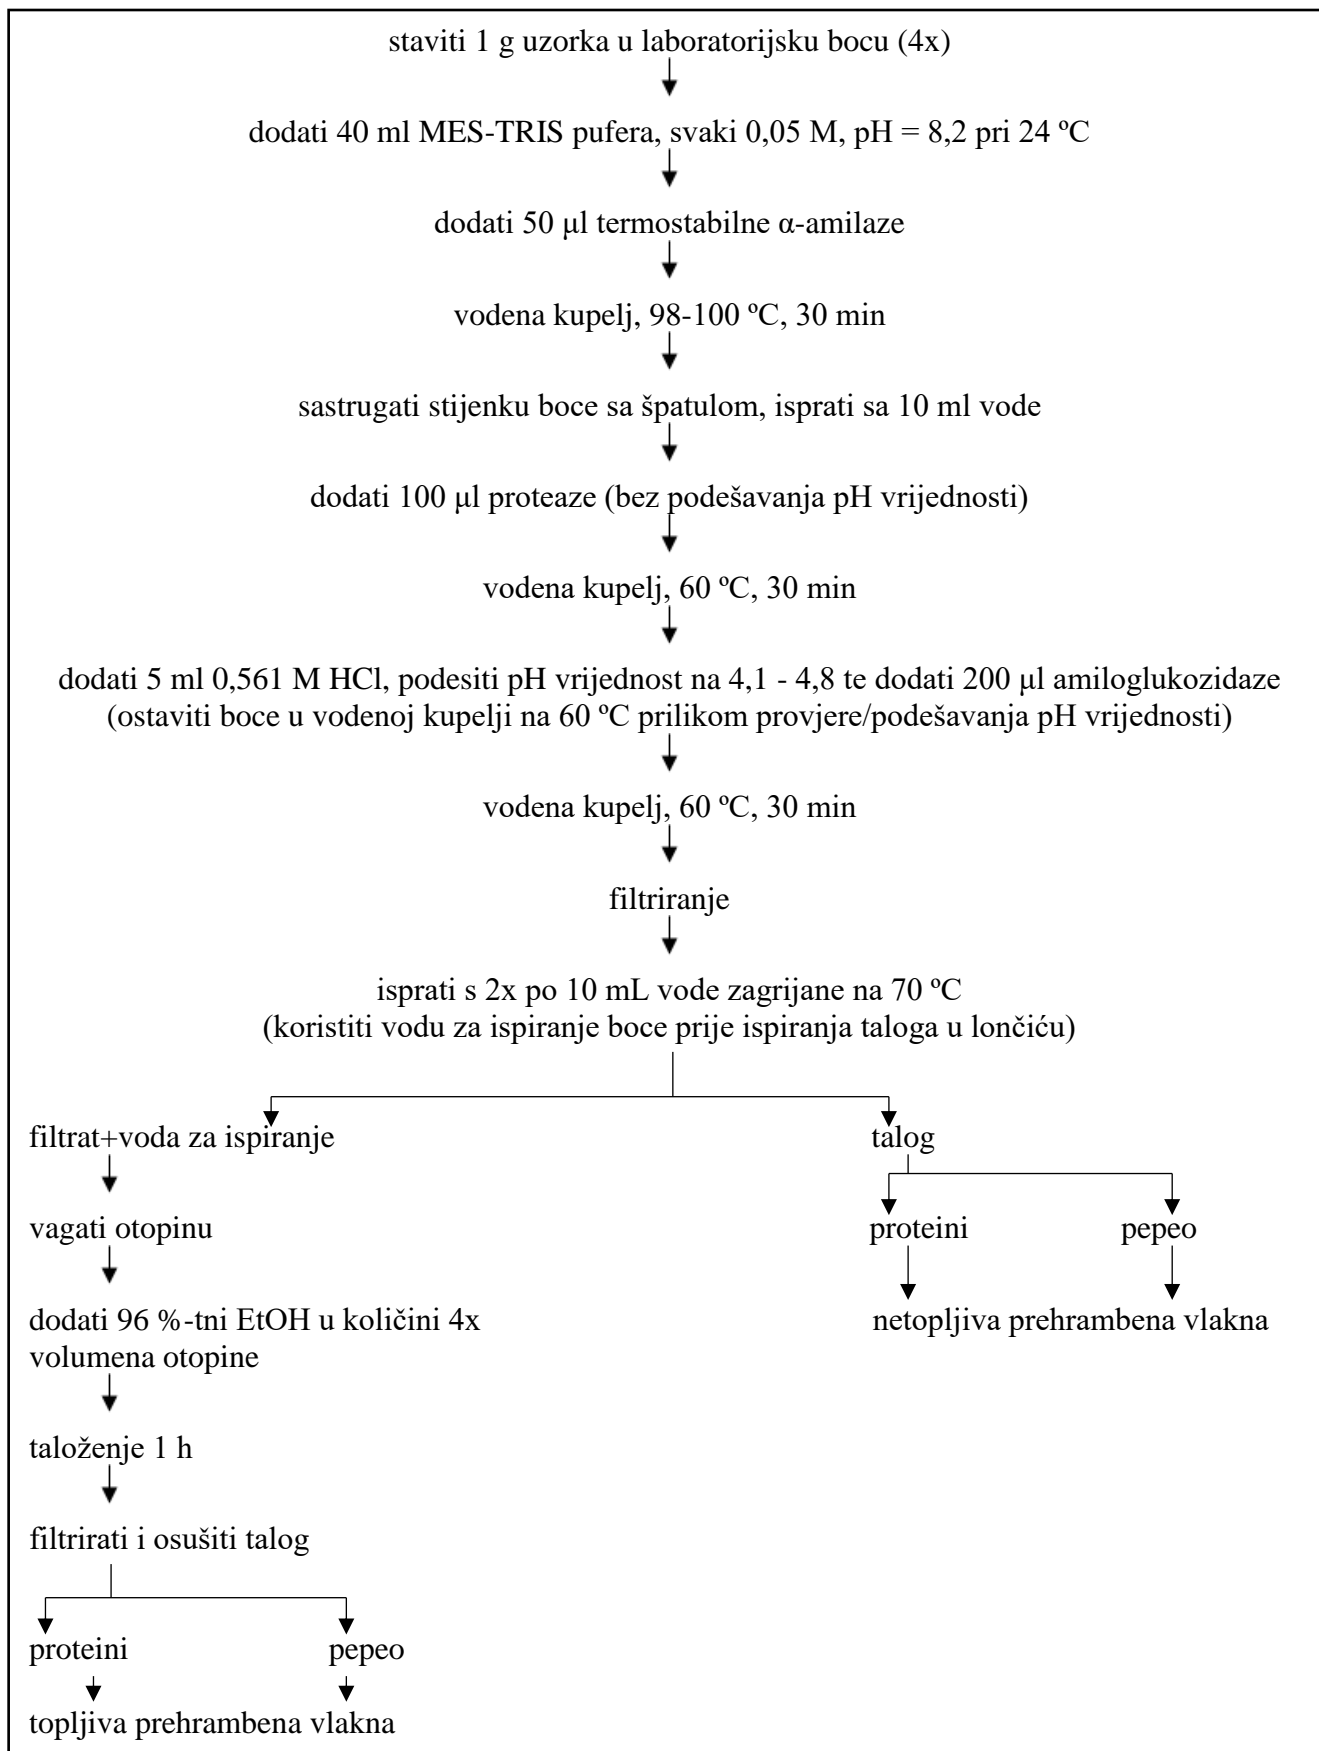 staviti 1 g uzorka u laboratorijsku bocu (4x)
dodati 40 ml MES-TRIS pufera, svaki 0,05 M, pH = 8,2 pri 24 ºC
dodati 50 μl termostabilne α-amilaze
vodena kupelj, 98-100 ºC, 30 min
sastrugati stijenku boce sa špatulom, isprati sa 10 ml vode
dodati 100 μl proteaze (bez podešavanja pH vrijednosti)
vodena kupelj, 60 ºC, 30 min
dodati 5 ml 0,561 M HCl, podesiti pH vrijednost na 4,1 - 4,8 te dodati 200 μl amiloglukozidaze
(ostaviti boce u vodenoj kupelji na 60 ºC prilikom provjere/podešavanja pH vrijednosti)
vodena kupelj, 60 ºC, 30 min
filtriranje
isprati s 2x po 10 mL vode zagrijane na 70 ºC
(koristiti vodu za ispiranje boce prije ispiranja taloga u lončiću)
filtrat+voda za ispiranje
talog
vagati otopinu
proteini
pepeo
dodati 96 %-tni EtOH u količini 4x
volumena otopine
netopljiva prehrambena vlakna
taloženje 1 h
filtrirati i osušiti talog
proteini
pepeo
topljiva prehrambena vlakna